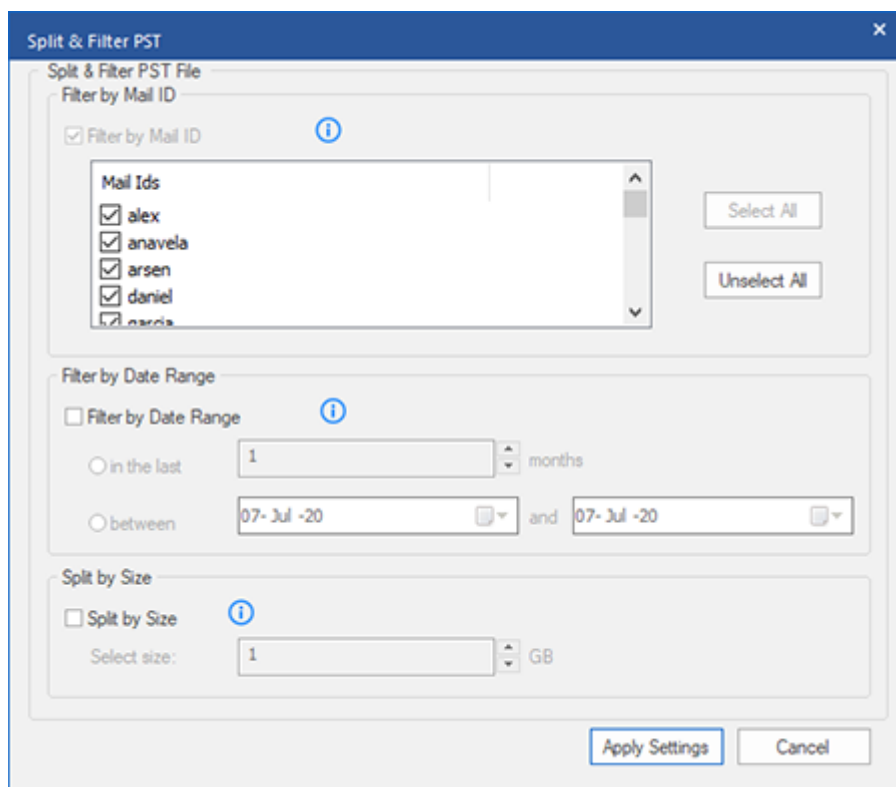 Split & Filter PST
Split & Filter PST File
Filter by Mail ID
Filter by Mail ID
Mail Ids
alex
anavela
arsen
daniel
garcia
Select All
Unselect All
Filter by Date Range
Filter by Date Range
in the last 1 months
between 07- Jul -20 and 07- Jul -20
Split by Size
Split by Size
Select size: 1 GB
Apply Settings Cancel